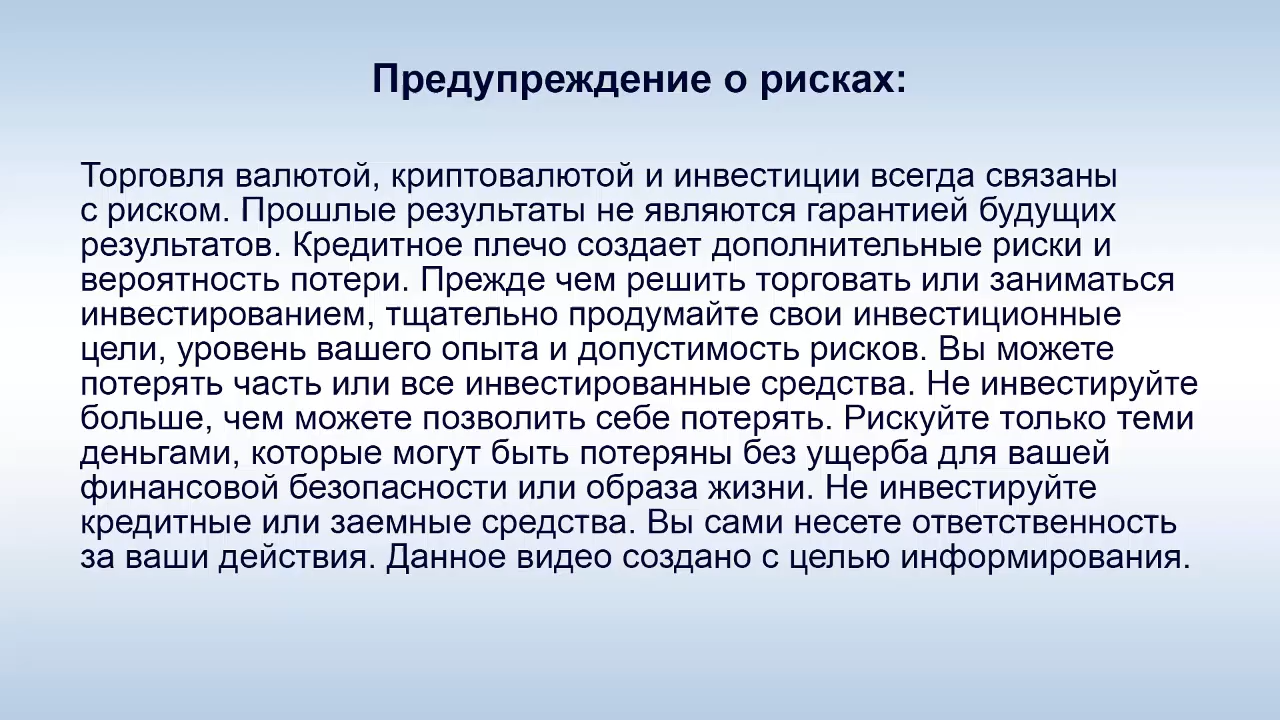 Предупреждение о рисках:
Торговля валютой, криптовалютой и инвестиции всегда связаны
с риском. Прошлые результаты не являются гарантией будущих
результатов. Кредитное плечо создает дополнительные риски и
вероятность потери. Прежде чем решить торговать или заниматься
инвестированием, тщательно продумайте свои инвестиционные
цели, уровень вашего опыта и допустимость рисков. Вы можете
потерять часть или все инвестированные средства. Не инвестируйте
больше, чем можете позволить себе потерять. Рискуйте только теми
деньгами, которые могут быть потеряны без ущерба для вашей
финансовой безопасности или образа жизни. Не инвестируйте
кредитные или заемные средства. Вы сами несете ответственность
за ваши действия. Данное видео создано с целью информирования.